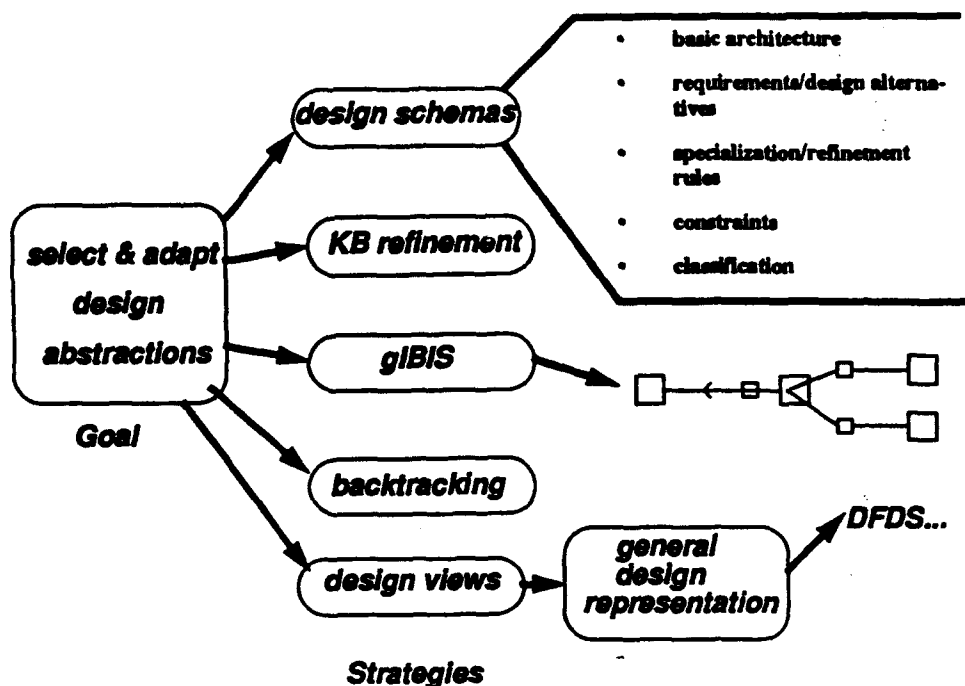 • basic architecture
• requirements/design alterna-
tives
• specialization/refinement
rules
• constraints
• classification
design schemas
KB refinement
select & adapt
design
abstractions
gIBIS
Goal
backtracking
design views
general
design
representation
DFDS...
Strategies